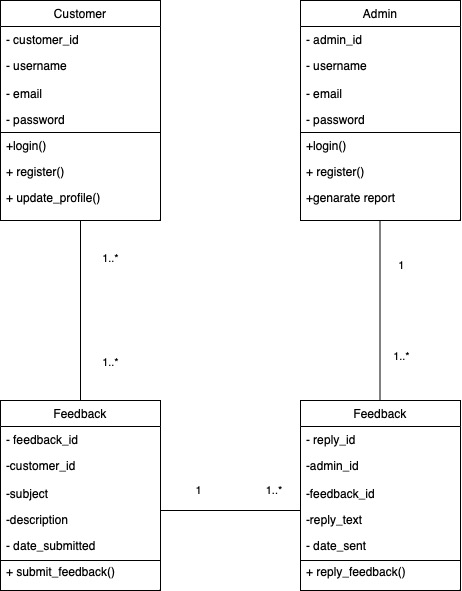 Customer
- customer_id
- username
- email
- password
+login()
+ register()
+ update_profile()
Admin
- admin_id
- username
- email
- password
+login()
+ register()
+genarate report
1..*
1..*
1
1..*
Feedback
- feedback_id
-customer_id
-subject
-description
- date_submitted
+ submit_feedback()
1
1..*
Feedback
- reply_id
-admin_id
-feedback_id
-reply_text
- date_sent
+ reply_feedback()